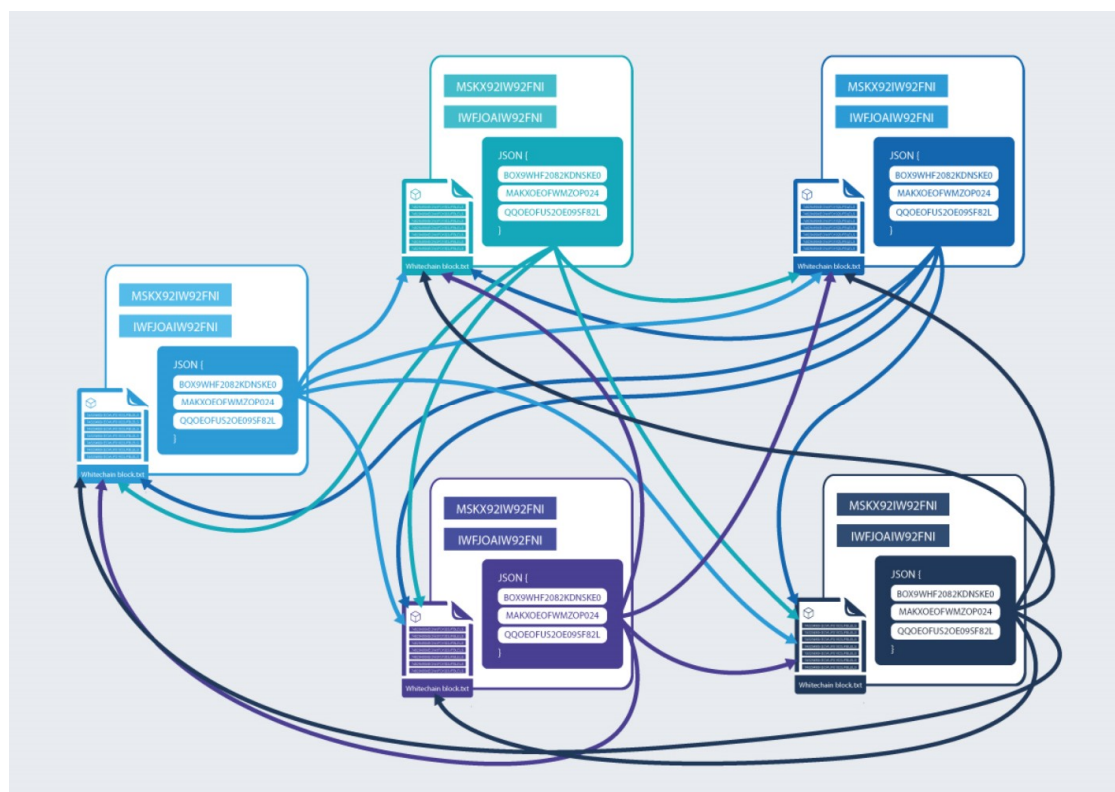 MSKX92IW92FNI
IWFJOAIW92FNI
JSON {
BOX9WHF2082KDNSKE0
MAKXOEOFWMZOP024
QQOEOFUS2OE09SF82L
}
Whitechain block.txt
MSKX92IW92FNI
IWFJOAIW92FNI
JSON {
BOX9WHF2082KDNSKE0
MAKXOEOFWMZOP024
QQOEOFUS2OE09SF82L
}
Whitechain block.txt
MSKX92IW92FNI
IWFJOAIW92FNI
JSON {
BOX9WHF2082KDNSKE0
MAKXOEOFWMZOP024
QQOEOFUS2OE09SF82L
}
Whitechain block.txt
MSKX92IW92FNI
IWFJOAIW92FNI
JSON {
BOX9WHF2082KDNSKE0
MAKXOEOFWMZOP024
QQOEOFUS2OE09SF82L
}
Whitechain block.txt
MSKX92IW92FNI
IWFJOAIW92FNI
JSON {
BOX9WHF2082KDNSKE0
MAKXOEOFWMZOP024
QQOEOFUS2OE09SF82L
}
Whitechain block.txt